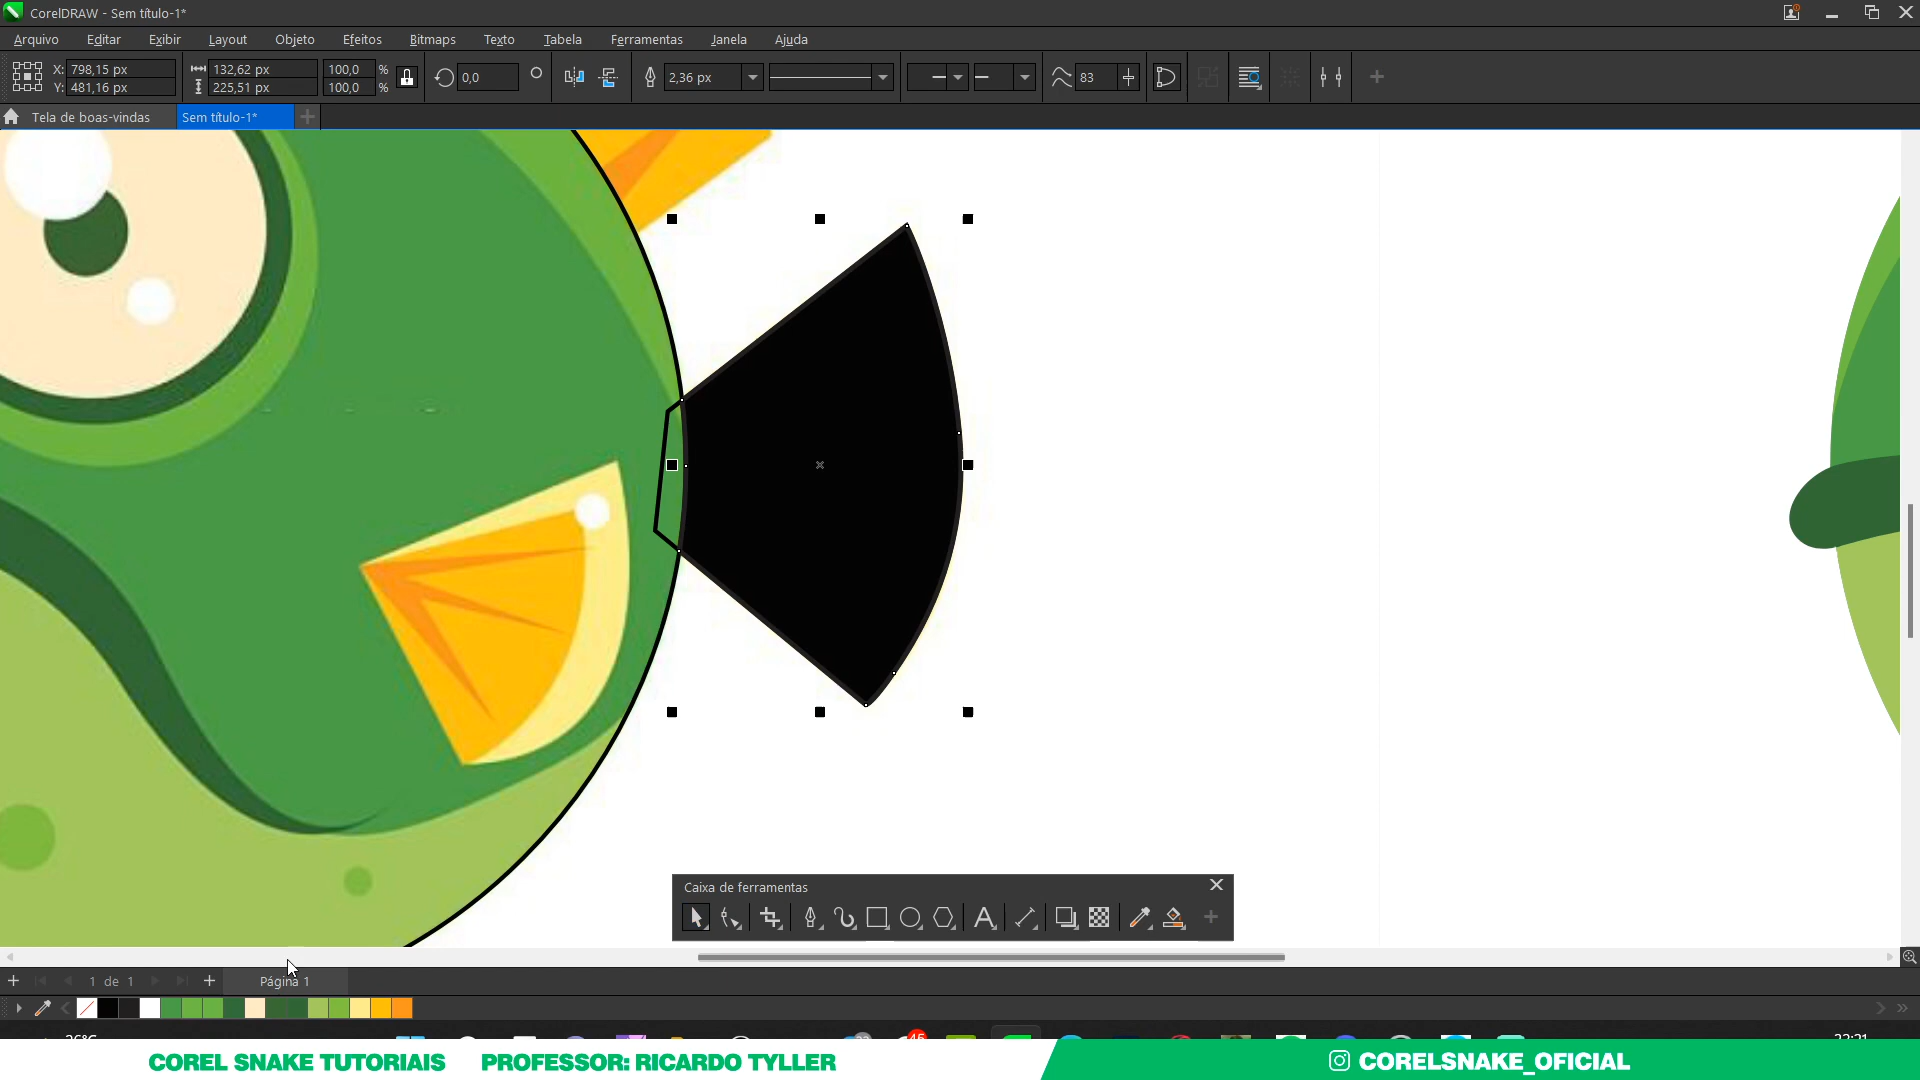 CorelDRAW - Sem título-1*
Arquivo Editar Exibir Layout Objeto Efeitos Bitmaps Texto Tabela Ferramentas Janela Ajuda
X: 798,15 px 132,62 px 100,0 % 0,0 2,36 px 83
Y: 481,16 px 225,51 px 100,0 %
Tela de boas-vindas Sem título-1*
Caixa de ferramentas
1 de 1 Página 1
COREL SNAKE TUTORIAIS PROFESSOR: RICARDO TYLLER CORELSNAKE_OFICIAL